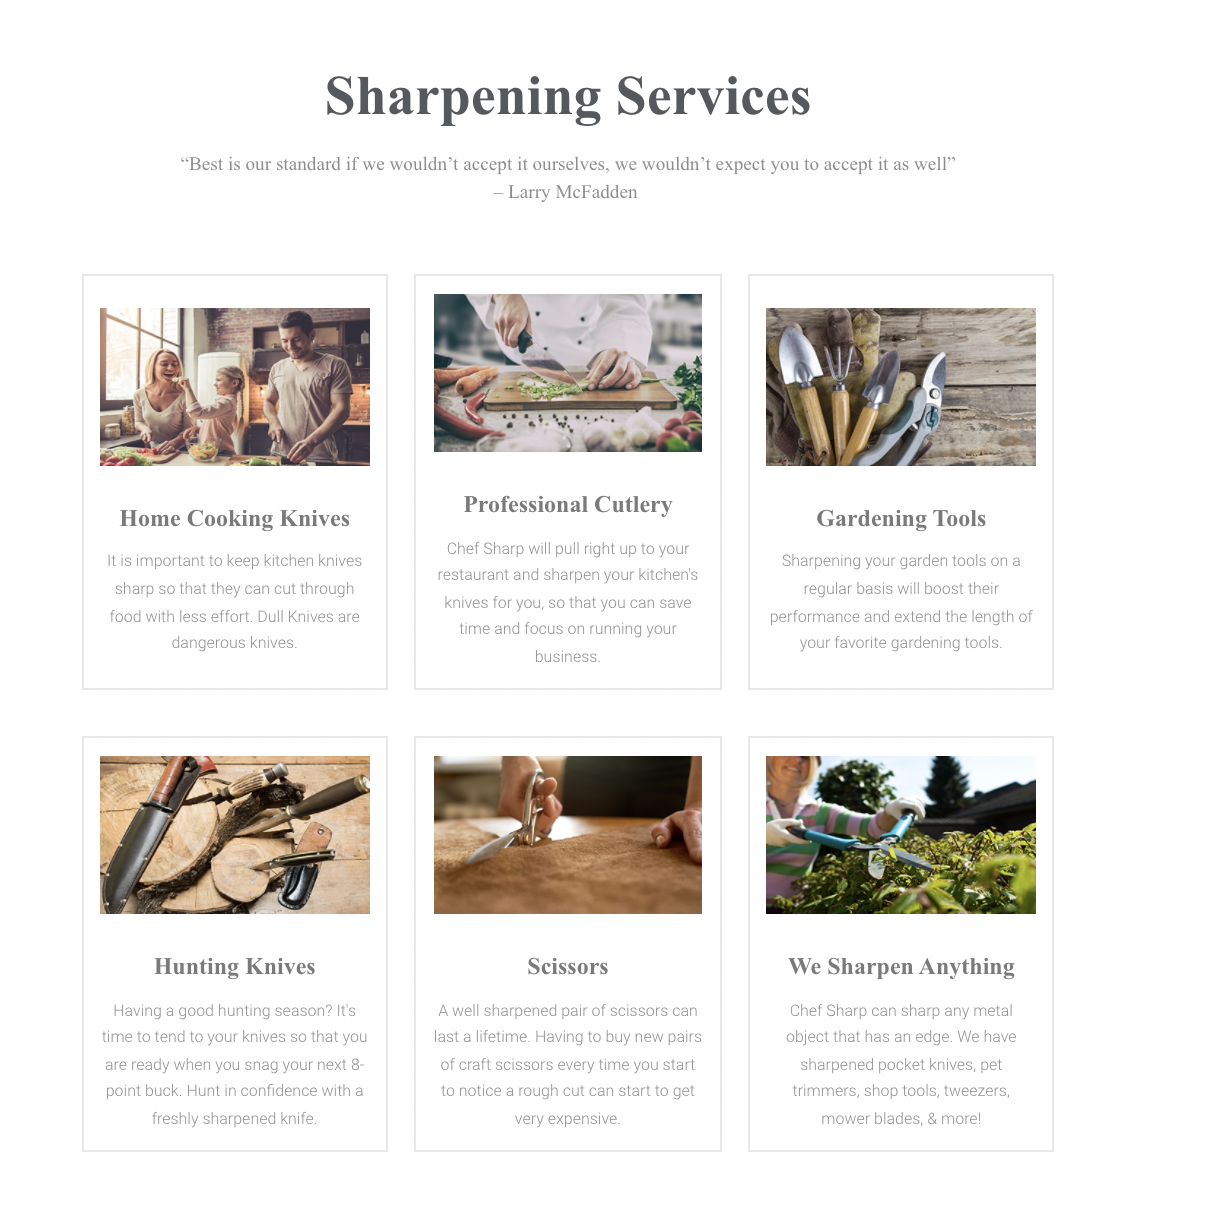 Sharpening Services
“Best is our standard if we wouldn’t accept it ourselves, we wouldn’t expect you to accept it as well”
– Larry McFadden
Home Cooking Knives
It is important to keep kitchen knives
sharp so that they can cut through
food with less effort. Dull Knives are
dangerous knives.
Professional Cutlery
Chef Sharp will pull right up to your
restaurant and sharpen your kitchen's
knives for you, so that you can save
time and focus on running your
business.
Gardening Tools
Sharpening your garden tools on a
regular basis will boost their
performance and extend the length of
your favorite gardening tools.
Hunting Knives
Having a good hunting season? It's
time to tend to your knives so that you
are ready when you snag your next 8-
point buck. Hunt in confidence with a
freshly sharpened knife.
Scissors
A well sharpened pair of scissors can
last a lifetime. Having to buy new pairs
of craft scissors every time you start
to notice a rough cut can start to get
very expensive.
We Sharpen Anything
Chef Sharp can sharp any metal
object that has an edge. We have
sharpened pocket knives, pet
trimmers, shop tools, tweezers,
mower blades, & more!